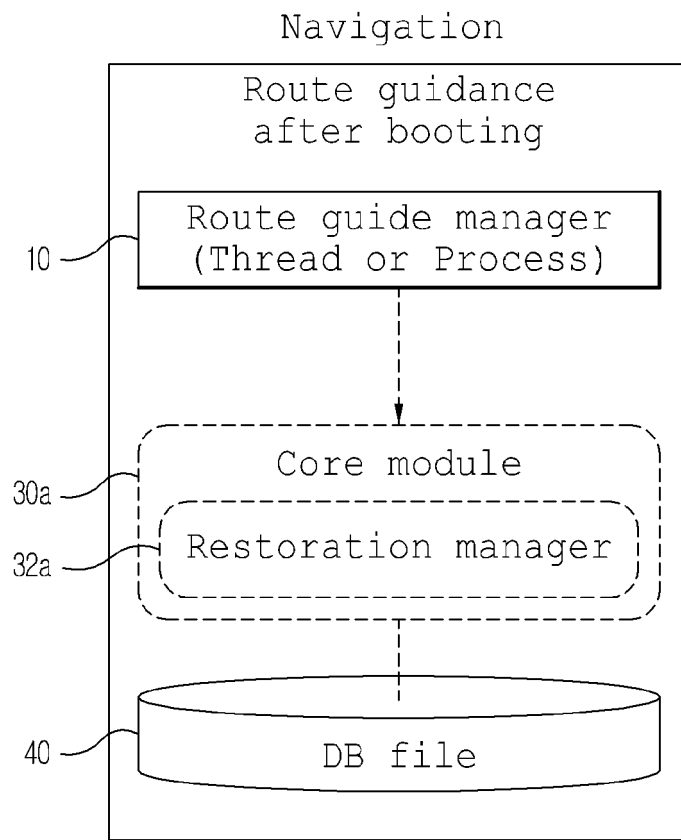 Navigation
Route guidance
after booting
Route guide manager
(Thread or Process)
10
Core module
30a
Restoration manager
32a
DB file
40